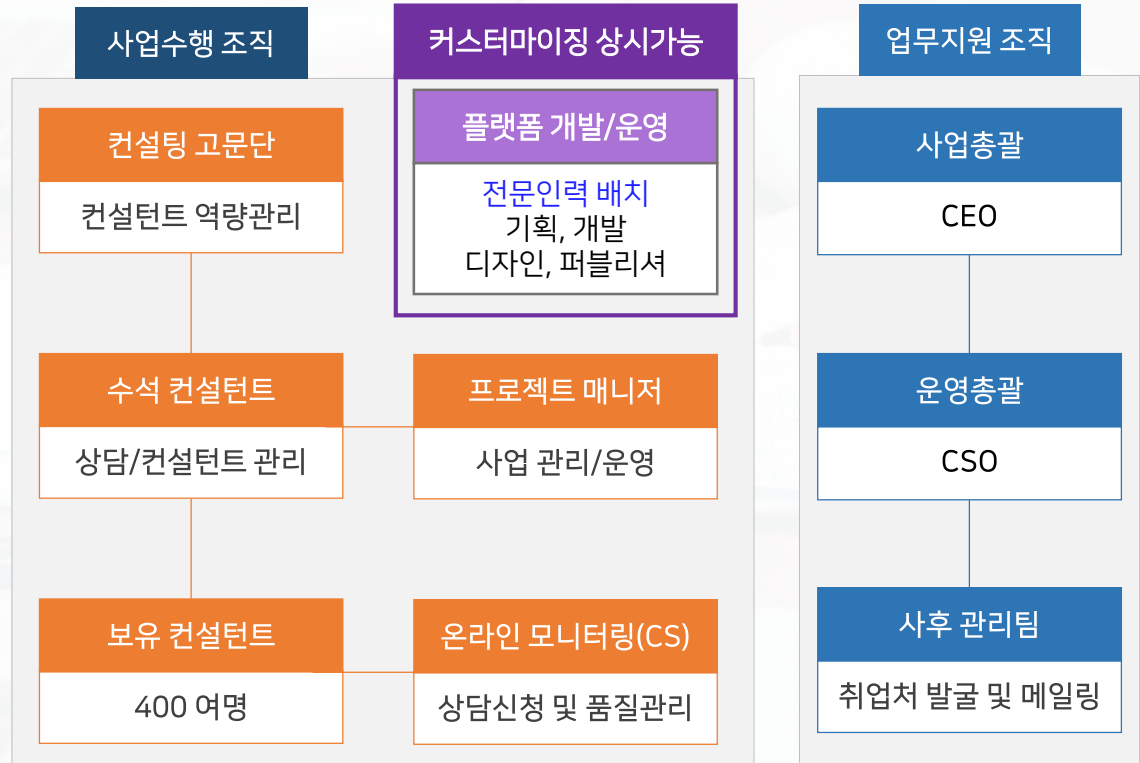 사업수행 조직
커스터마이징 상시가능
업무지원 조직
컨설팅 고문단
컨설턴트 역량관리
플랫폼 개발/운영
전문인력 배치
기획, 개발
디자인, 퍼블리셔
사업총괄
CEO
수석 컨설턴트
상담/컨설턴트 관리
프로젝트 매니저
사업 관리/운영
운영총괄
CSO
보유 컨설턴트
400 여명
온라인 모니터링(CS)
상담신청 및 품질관리
사후 관리팀
취업처 발굴 및 메일링